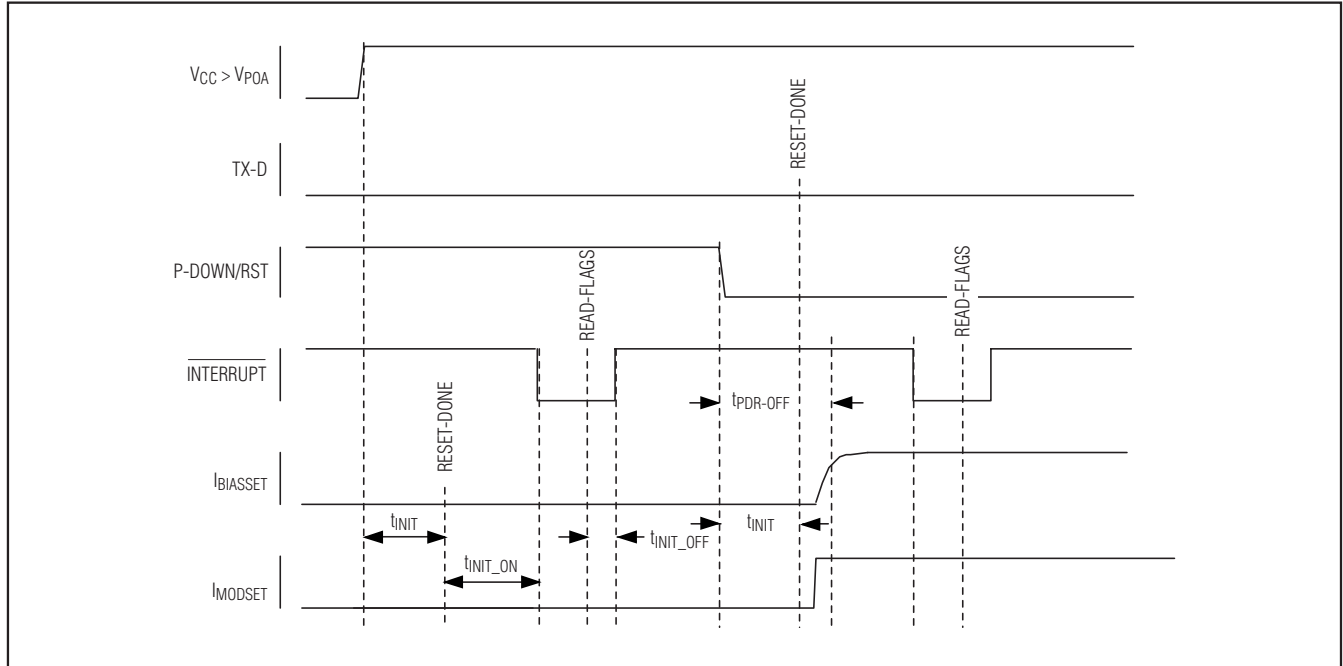 VCC > VPOA
RESET-DONE
TX-D
P-DOWN/RST
READ-FLAGS
READ-FLAGS
INTERRUPT
tPDR-OFF
RESET-DONE
IBIASSET
tINIT
tINIT_OFF
tINIT
tINIT_ON
IMODSET